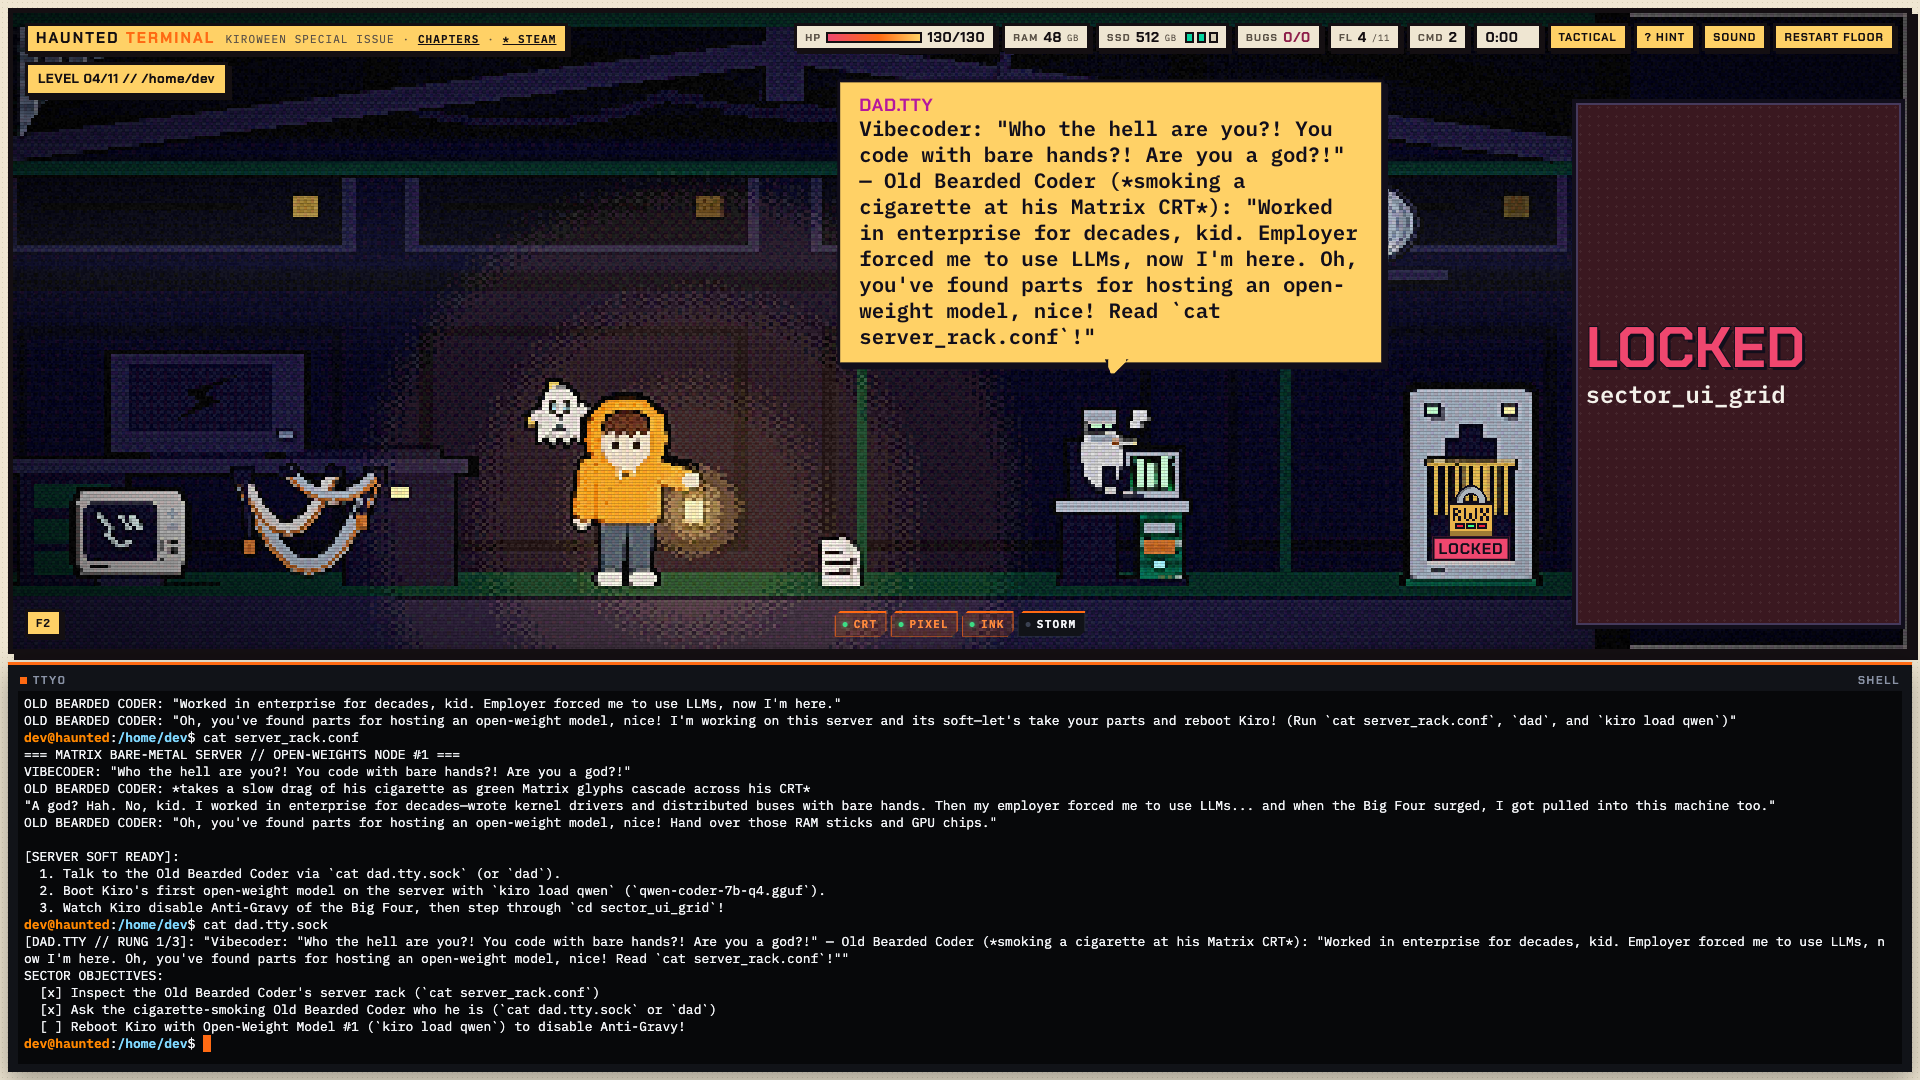 HAUNTED TERMINAL KIROWEEN SPECIAL ISSUE · CHAPTERS · * STEAM
HP 130/130 RAM 48 GB SSD 512 GB BUGS 0/0 FL 4 /11 CMD 2 0:00 TACTICAL ? HINT SOUND RESTART FLOOR
LEVEL 04/11 // /home/dev
DAD.TTY
Vibecoder: "Who the hell are you?! You
code with bare hands?! Are you a god?!"
— Old Bearded Coder (*smoking a
cigarette at his Matrix CRT*): "Worked
in enterprise for decades, kid. Employer
forced me to use LLMs, now I'm here. Oh,
you've found parts for hosting an open-
weight model, nice! Read `cat
server_rack.conf`!"
LOCKED
sector_ui_grid
RWX
LOCKED
F2
CRT PIXEL INK STORM
TTY0 SHELL
OLD BEARDED CODER: "Worked in enterprise for decades, kid. Employer forced me to use LLMs, now I'm here."
OLD BEARDED CODER: "Oh, you've found parts for hosting an open-weight model, nice! I'm working on this server and its soft—let's take your parts and reboot Kiro! (Run `cat server_rack.conf`, `dad`, and `kiro load qwen`)"
dev@haunted:/home/dev$ cat server_rack.conf
=== MATRIX BARE-METAL SERVER // OPEN-WEIGHTS NODE #1 ===
VIBECODER: "Who the hell are you?! You code with bare hands?! Are you a god?!"
OLD BEARDED CODER: *takes a slow drag of his cigarette as green Matrix glyphs cascade across his CRT*
"A god? Hah. No, kid. I worked in enterprise for decades—wrote kernel drivers and distributed buses with bare hands. Then my employer forced me to use LLMs... and when the Big Four surged, I got pulled into this machine too."
OLD BEARDED CODER: "Oh, you've found parts for hosting an open-weight model, nice! Hand over those RAM sticks and GPU chips."
[SERVER SOFT READY]:
1. Talk to the Old Bearded Coder via `cat dad.tty.sock` (or `dad`).
2. Boot Kiro's first open-weight model on the server with `kiro load qwen` (`qwen-coder-7b-q4.gguf`).
3. Watch Kiro disable Anti-Gravy of the Big Four, then step through `cd sector_ui_grid`!
dev@haunted:/home/dev$ cat dad.tty.sock
[DAD.TTY // RUNG 1/3]: "Vibecoder: "Who the hell are you?! You code with bare hands?! Are you a god?!" — Old Bearded Coder (*smoking a cigarette at his Matrix CRT*): "Worked in enterprise for decades, kid. Employer forced me to use LLMs, n
ow I'm here. Oh, you've found parts for hosting an open-weight model, nice! Read `cat server_rack.conf`!""
SECTOR OBJECTIVES:
[x] Inspect the Old Bearded Coder's server rack (`cat server_rack.conf`)
[x] Ask the cigarette-smoking Old Bearded Coder who he is (`cat dad.tty.sock` or `dad`)
[ ] Reboot Kiro with Open-Weight Model #1 (`kiro load qwen`) to disable Anti-Gravy!
dev@haunted:/home/dev$